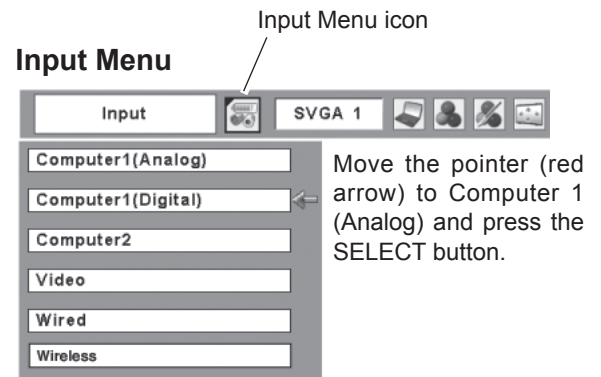 Input Menu icon
Input Menu
Input
SVGA 1
Computer1(Analog)
Computer1(Digital)
Computer2
Video
Wired
Wireless
Move the pointer (red
arrow) to Computer 1
(Analog) and press the
SELECT button.